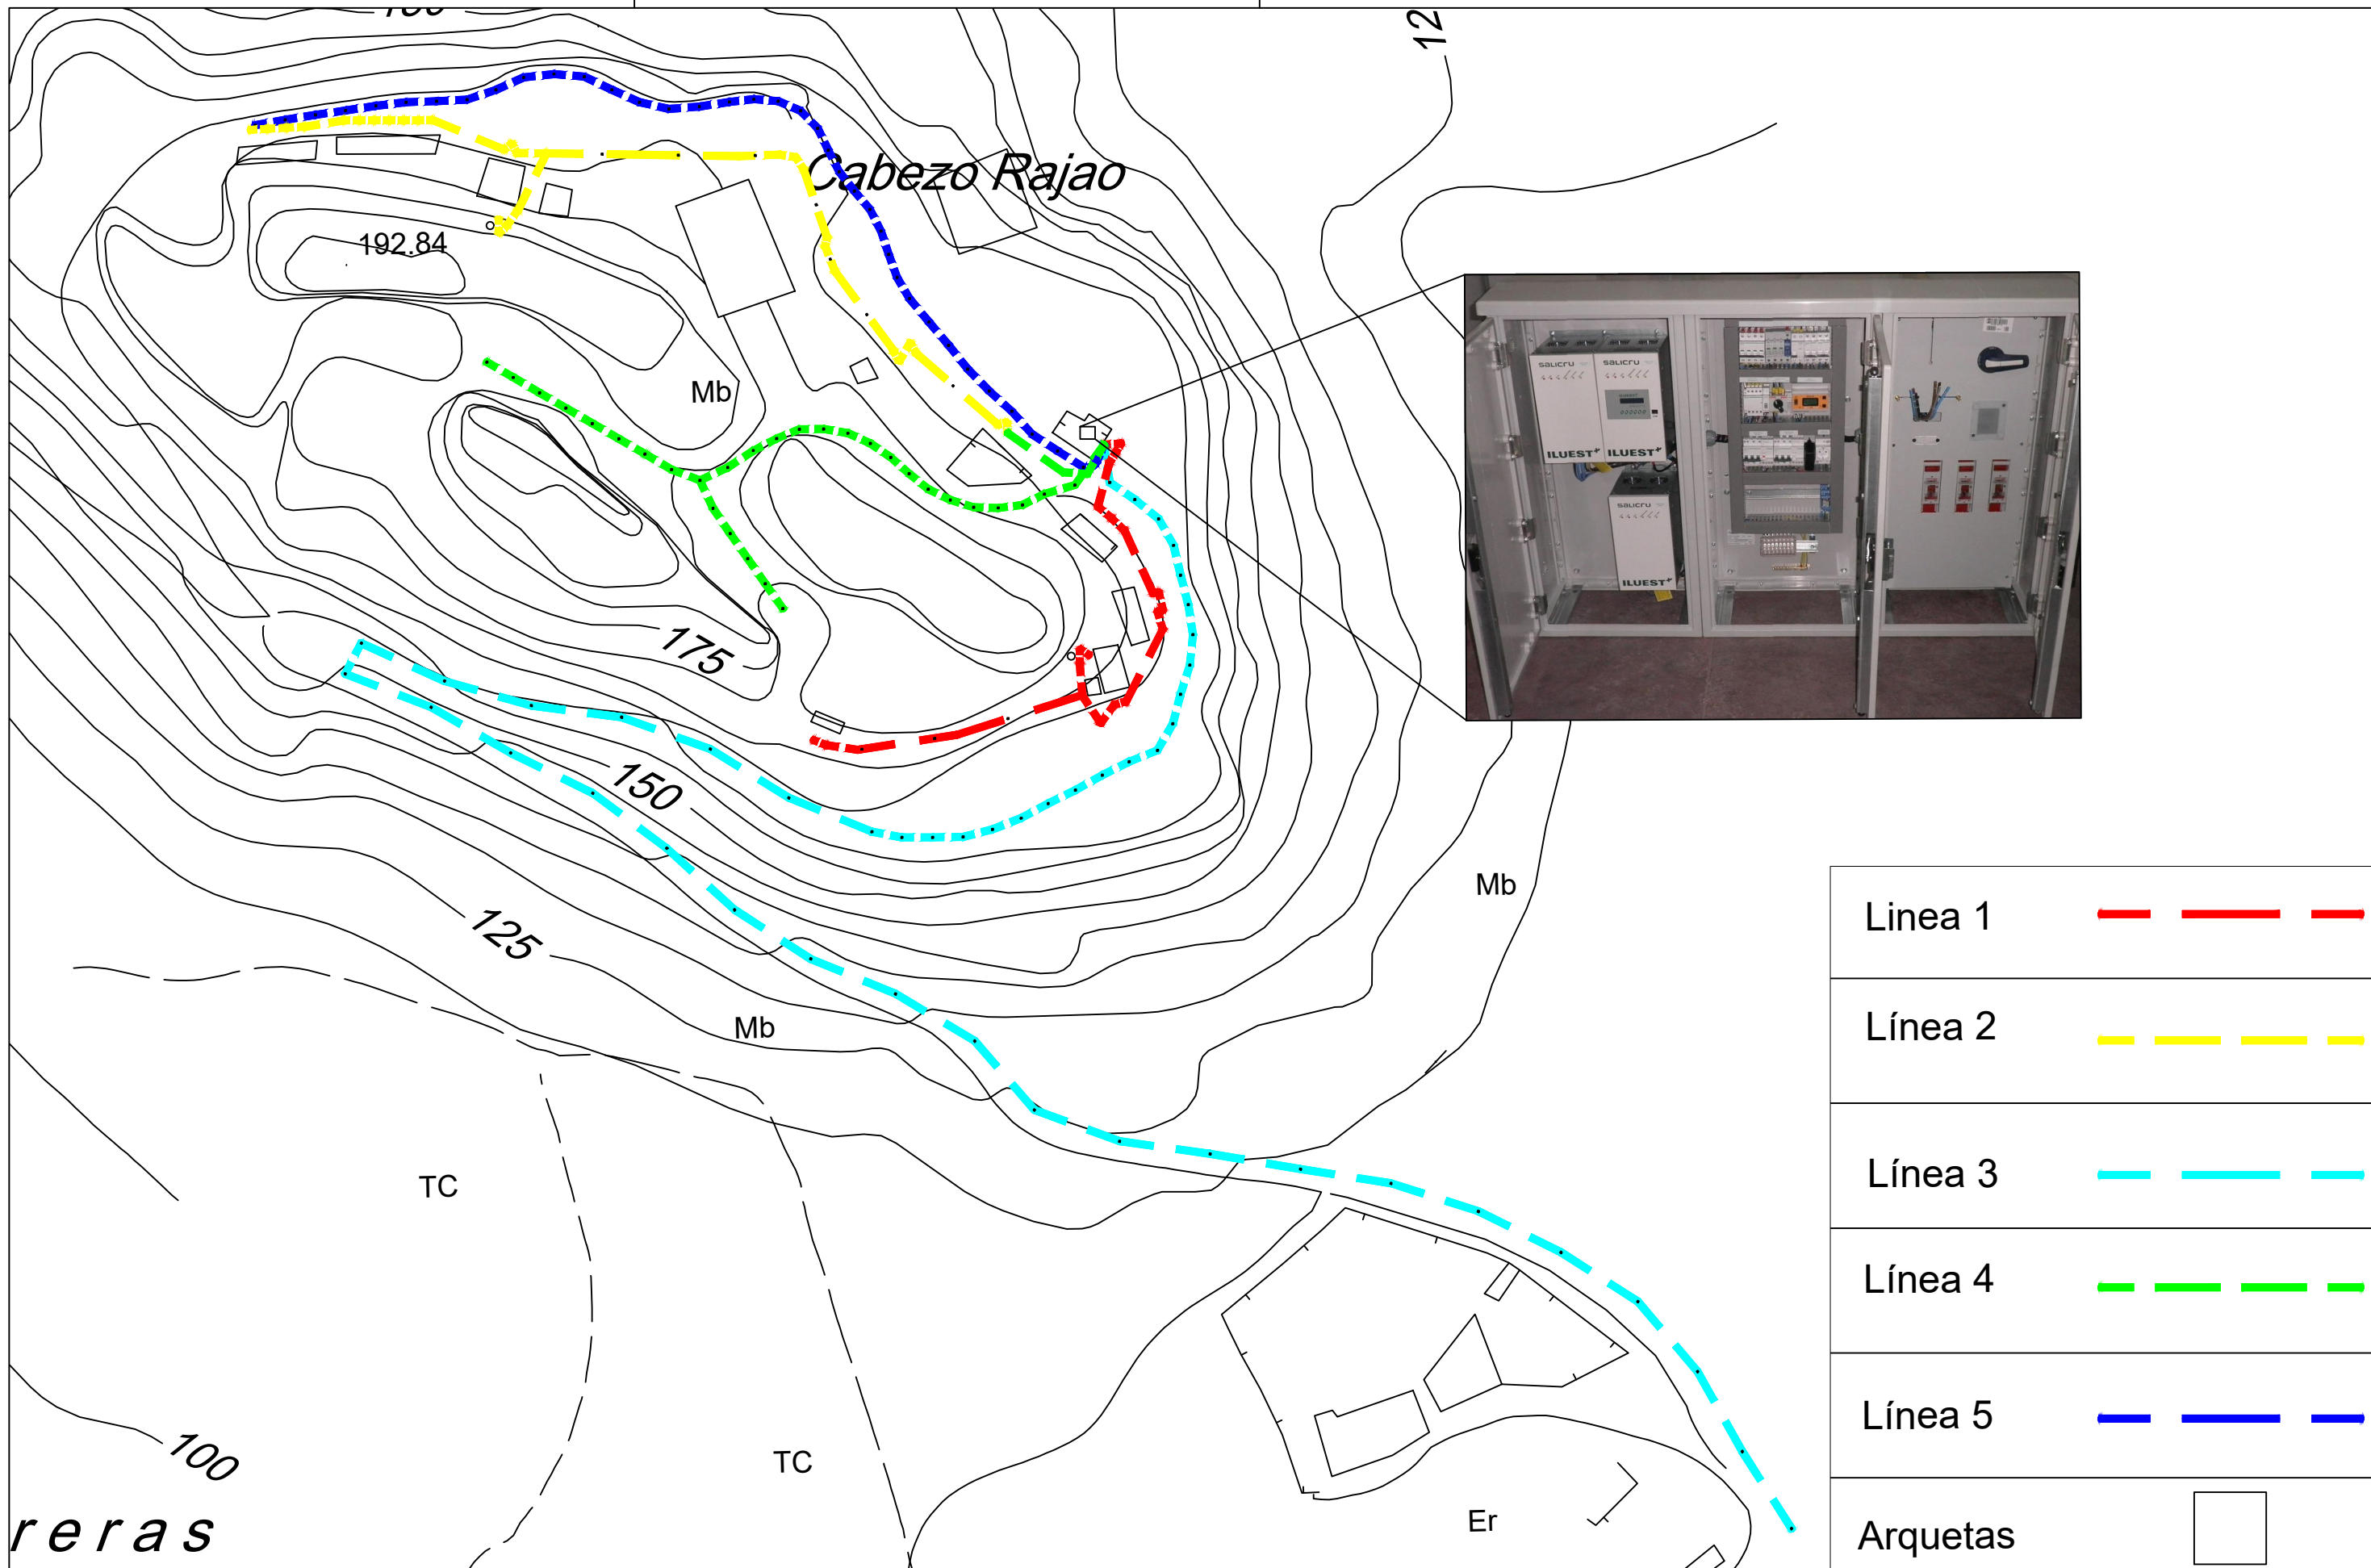 12
Cabezo Rajao
192.84
Mb
175
150
125
Mb
Mb
TC
TC
100
reras
Er
salicru
salicru
ILUEST+
ILUEST+
salicru
ILUEST+
Linea 1
Línea 2
Línea 3
Línea 4
Línea 5
Arquetas